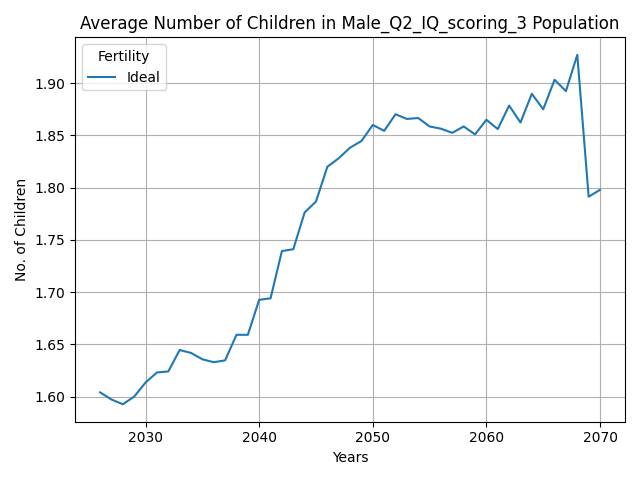 Average Number of Children in Male_Q2_IQ_scoring_3 Population
Fertility
Ideal
No. of Children
1.90
1.85
1.80
1.75
1.70
1.65
1.60
2030 2040 2050 2060 2070
Years